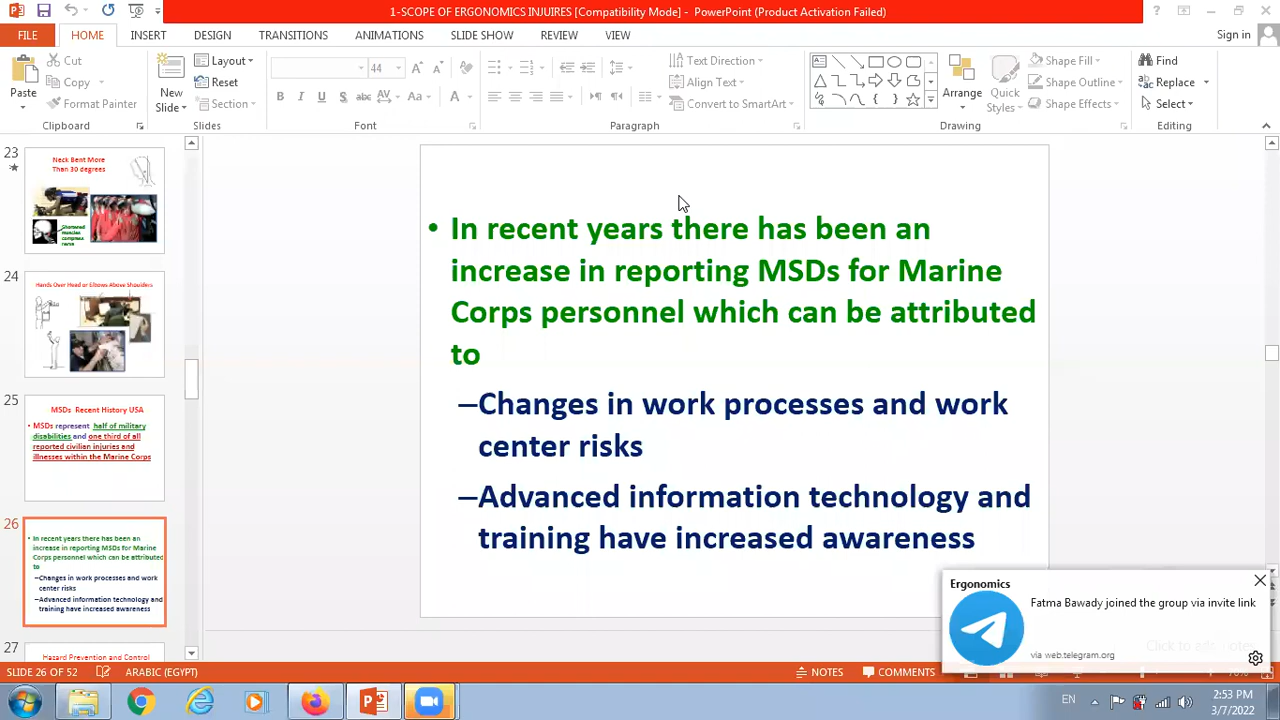 1-SCOPE OF ERGONOMICS INJUIRES [Compatibility Mode] - PowerPoint (Product Activation Failed)
FILE
HOME
INSERT
DESIGN
TRANSITIONS
ANIMATIONS
SLIDE SHOW
REVIEW
VIEW
Sign in
Paste
Cut
Copy
Format Painter
Clipboard
New
Slide
Layout
Reset
Section
Slides
44
B I U S abc AV Aa A
Font
Text Direction
Align Text
Convert to SmartArt
Paragraph
Arrange
Quick
Styles
Shape Fill
Shape Outline
Shape Effects
Drawing
Find
Replace
Select
Editing
23
Neck Bent More
Than 30 degrees
Shortened
muscles
compress
nerve
24
Hands Over Head or Elbows Above Shoulders
25
MSDs Recent History USA
• MSDs represent half of military
disabilities and one third of all
reported civilian injuries and
illnesses within the Marine Corps
26
• In recent years there has been an
increase in reporting MSDs for Marine
Corps personnel which can be attributed
to
–Changes in work processes and work
center risks
–Advanced information technology and
training have increased awareness
27
Hazard Prevention and Control
• In recent years there has been an
increase in reporting MSDs for Marine
Corps personnel which can be attributed
to
–Changes in work processes and work
center risks
–Advanced information technology and
training have increased awareness
Ergonomics
Fatma Bawady joined the group via invite link
via web.telegram.org
SLIDE 26 OF 52
ARABIC (EGYPT)
NOTES
COMMENTS
EN
2:53 PM
3/7/2022